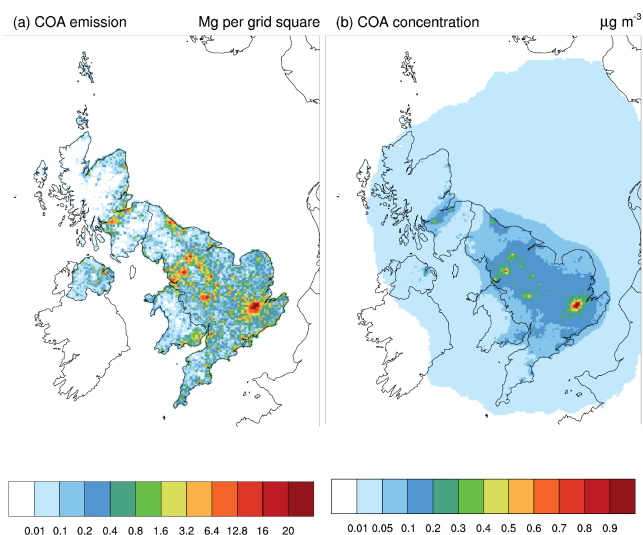 (a) COA emission Mg per grid square
(b) COA concentration µg m⁻³
0.01 0.1 0.2 0.4 0.8 1.6 3.2 6.4 12.8 16 20
0.01 0.05 0.1 0.2 0.3 0.4 0.5 0.6 0.7 0.8 0.9